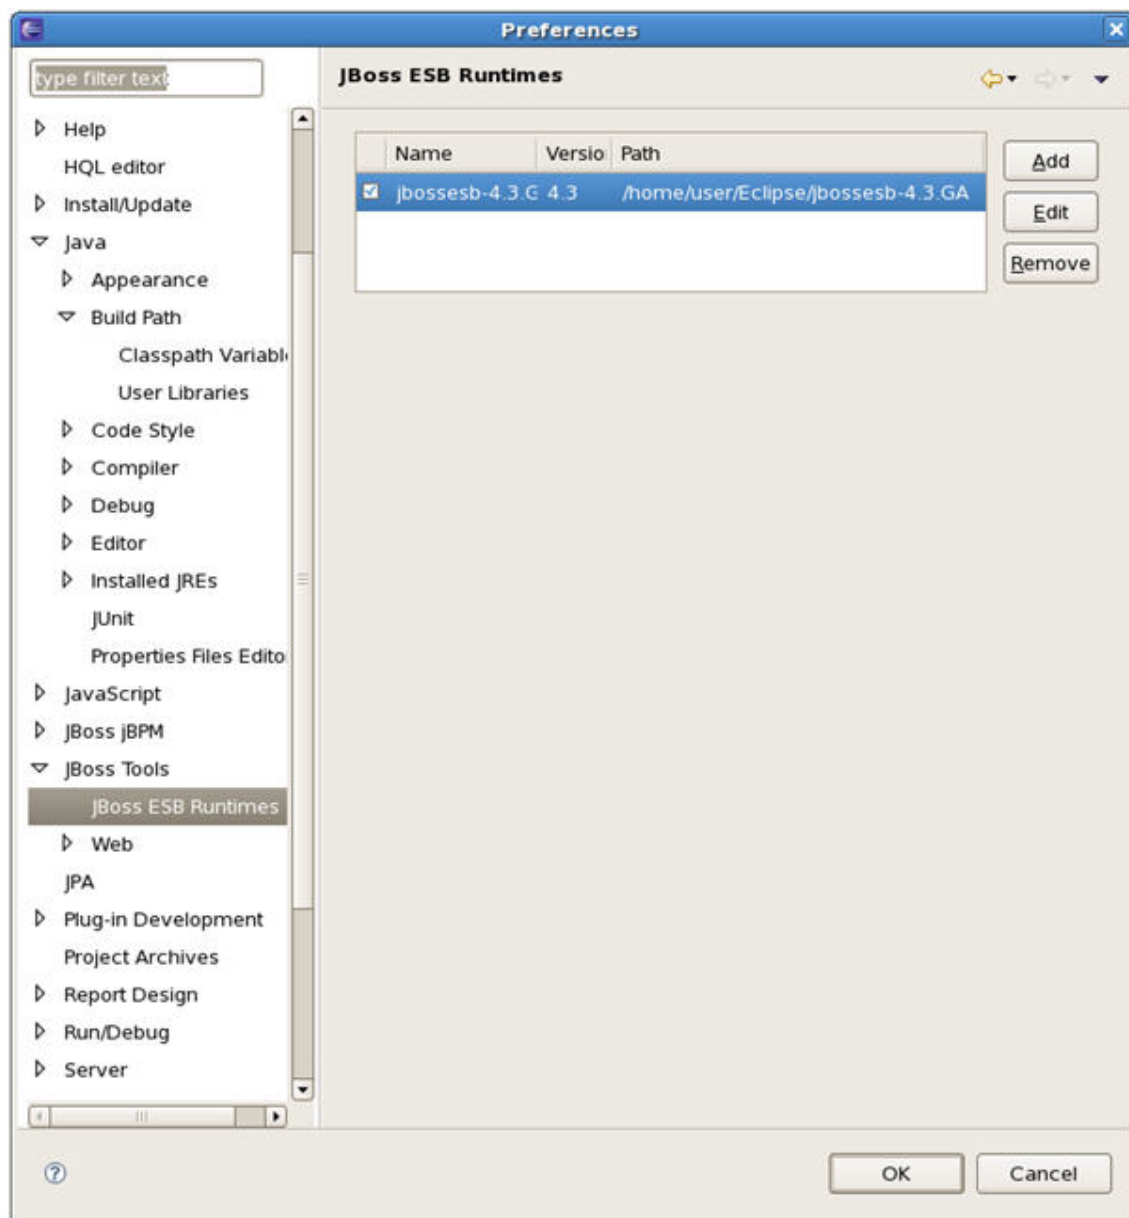 Preferences
type filter text
JBoss ESB Runtimes
Help
HQL editor
Install/Update
Java
Appearance
Build Path
Classpath Variabl
User Libraries
Code Style
Compiler
Debug
Editor
Installed JREs
JUnit
Properties Files Edito
JavaScript
JBoss jBPM
JBoss Tools
JBoss ESB Runtimes
Web
JPA
Plug-in Development
Project Archives
Report Design
Run/Debug
Server
Name Versio Path
jbossesb-4.3.G 4.3 /home/user/Eclipse/jbossesb-4.3.GA
Add
Edit
Remove
?
OK Cancel